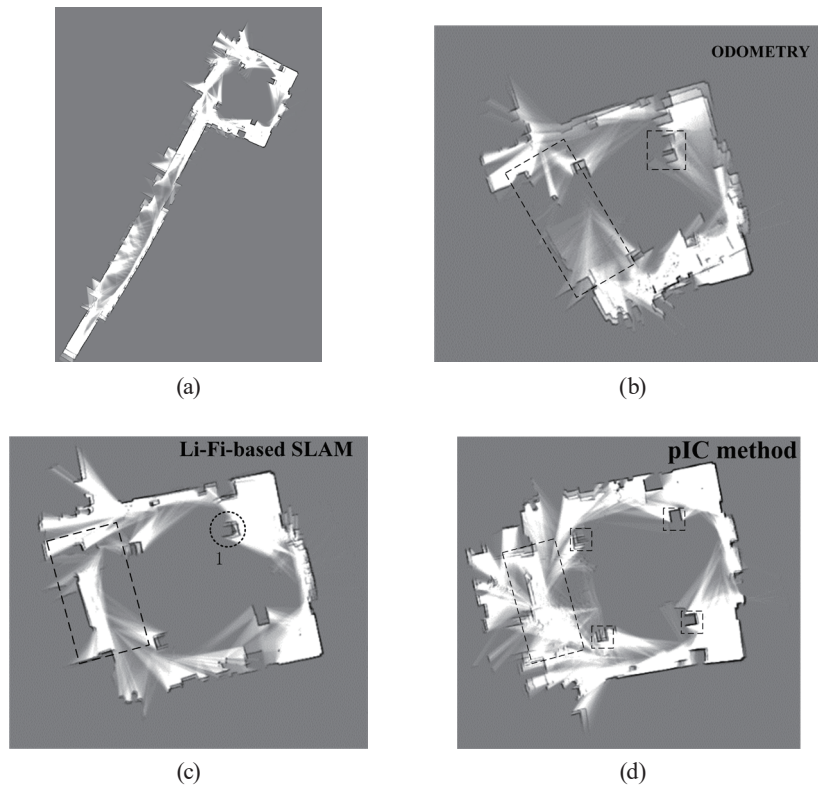 ODOMETRY
(a)
(b)
Li-Fi-based SLAM
1
pIC method
(c)
(d)